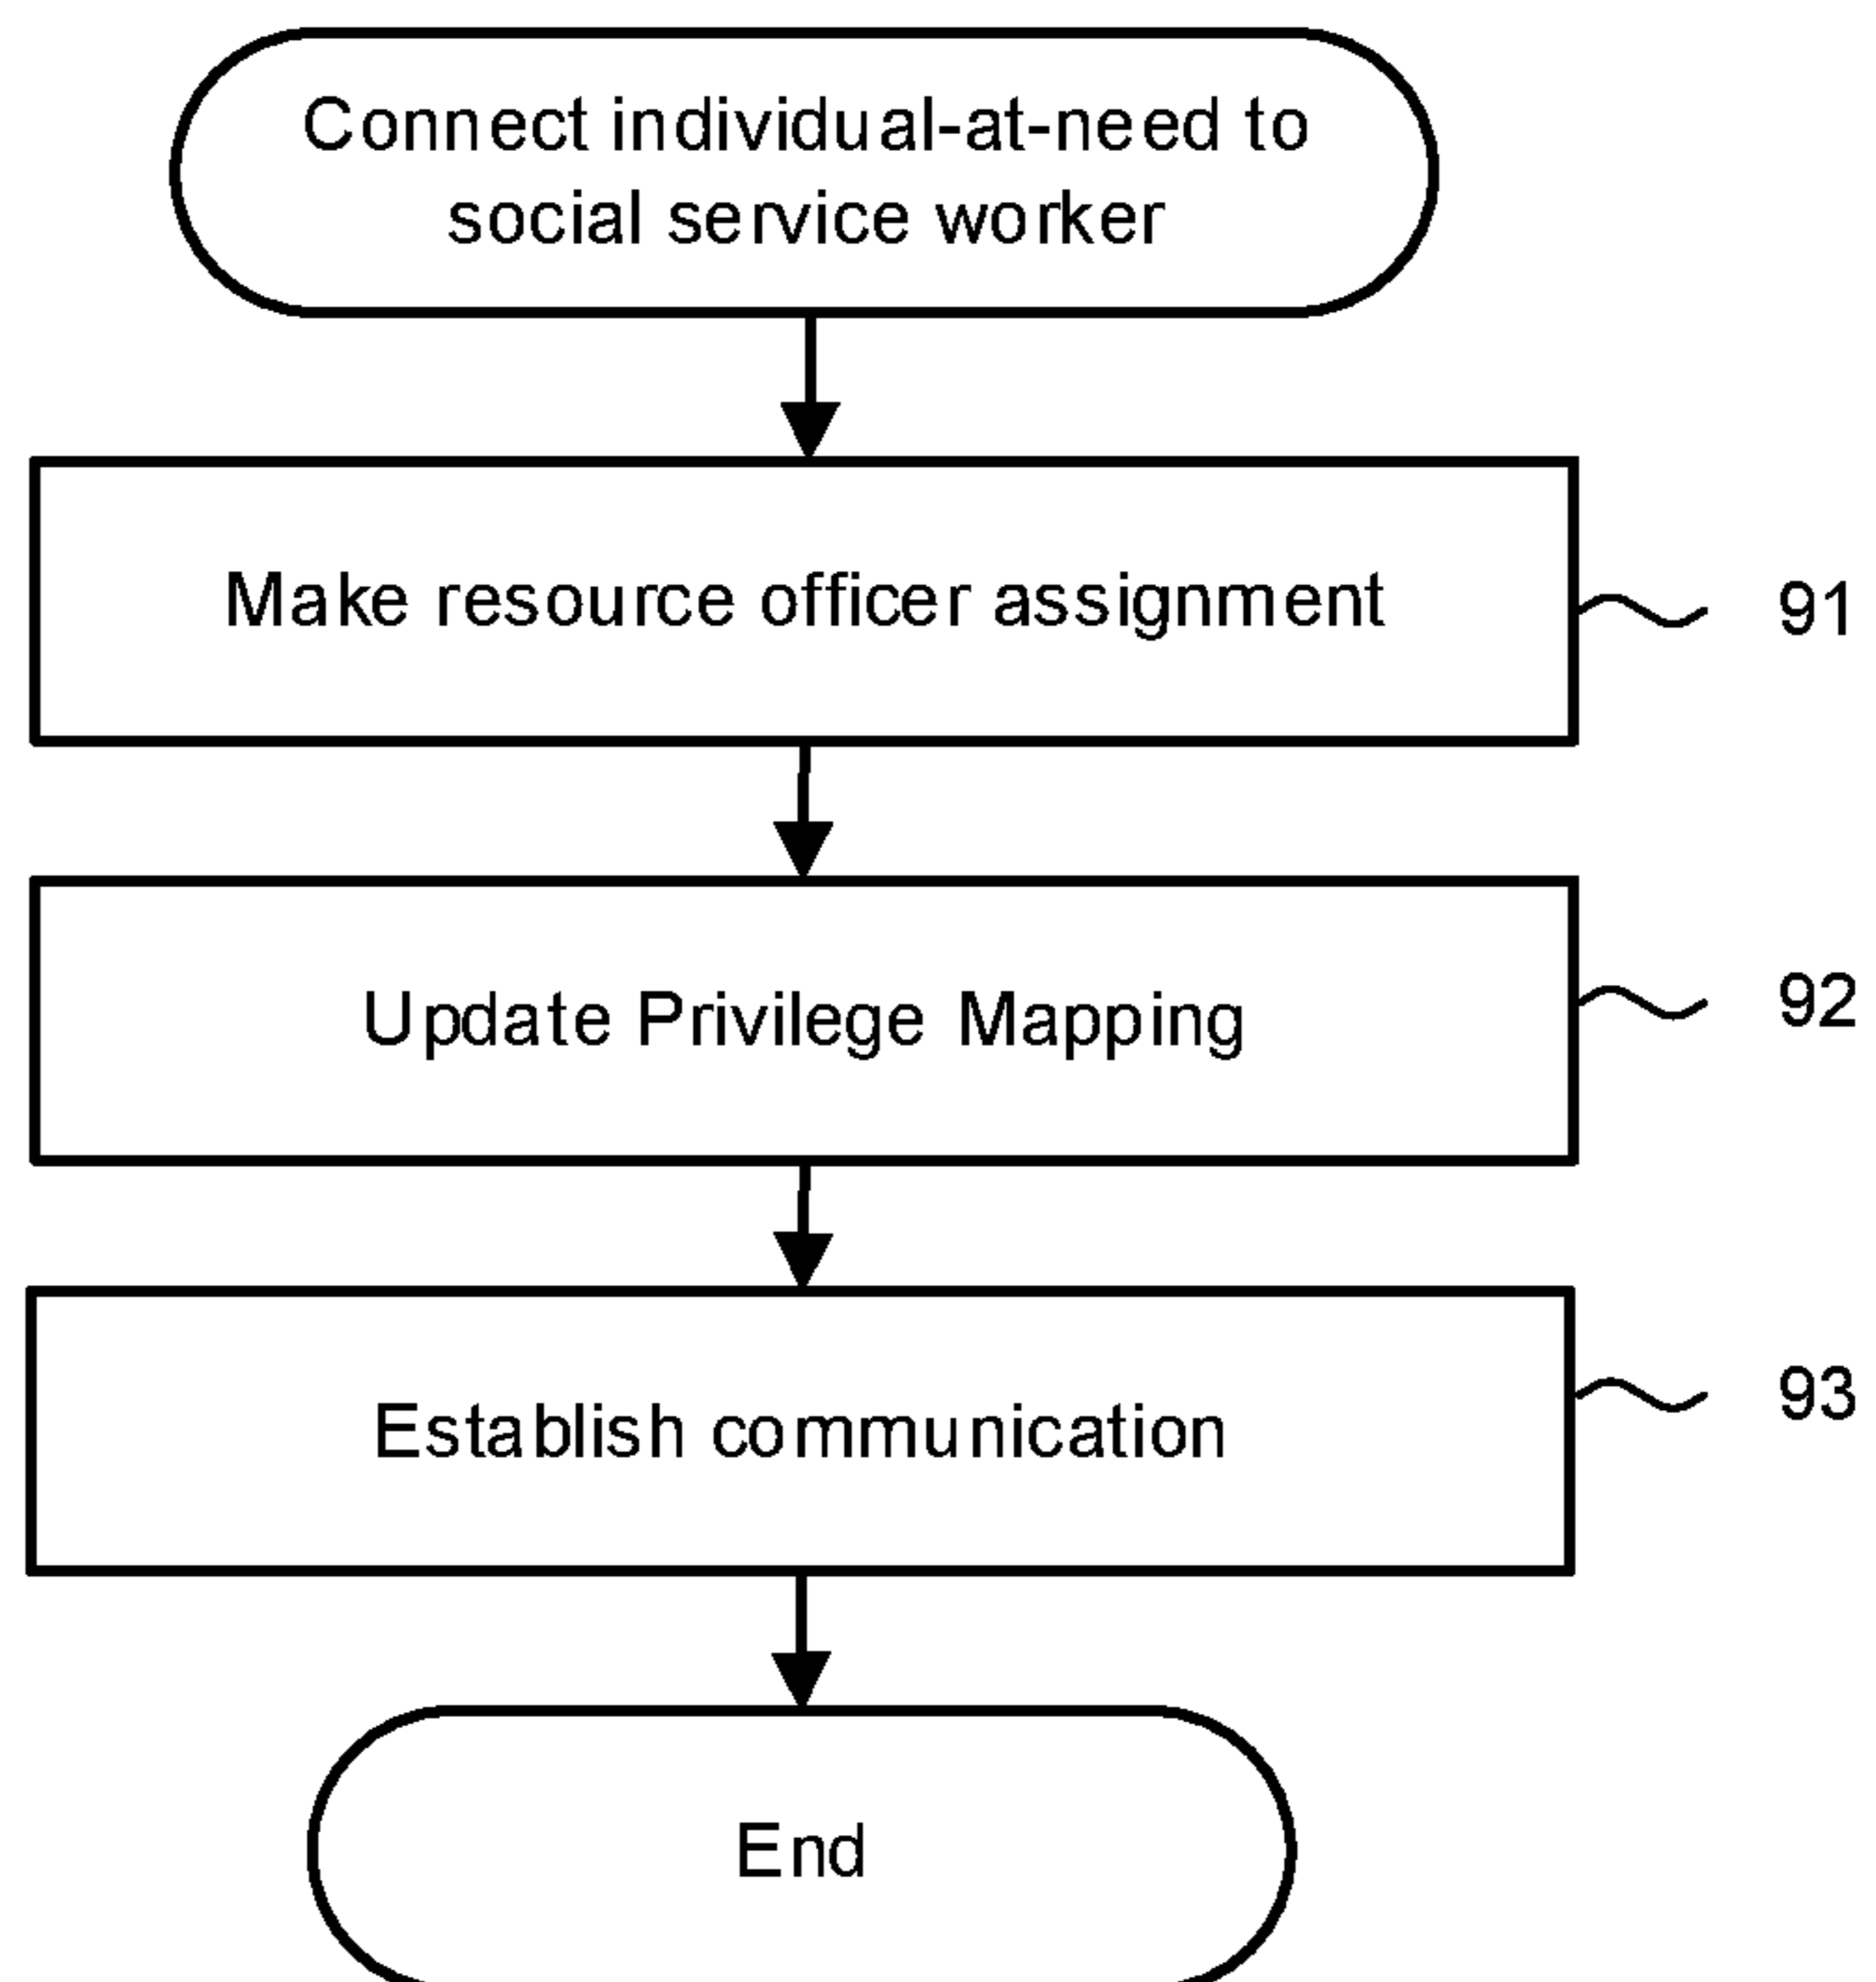 Connect individual-at-need to
social service worker
Make resource officer assignment
91
Update Privilege Mapping
92
Establish communication
93
End